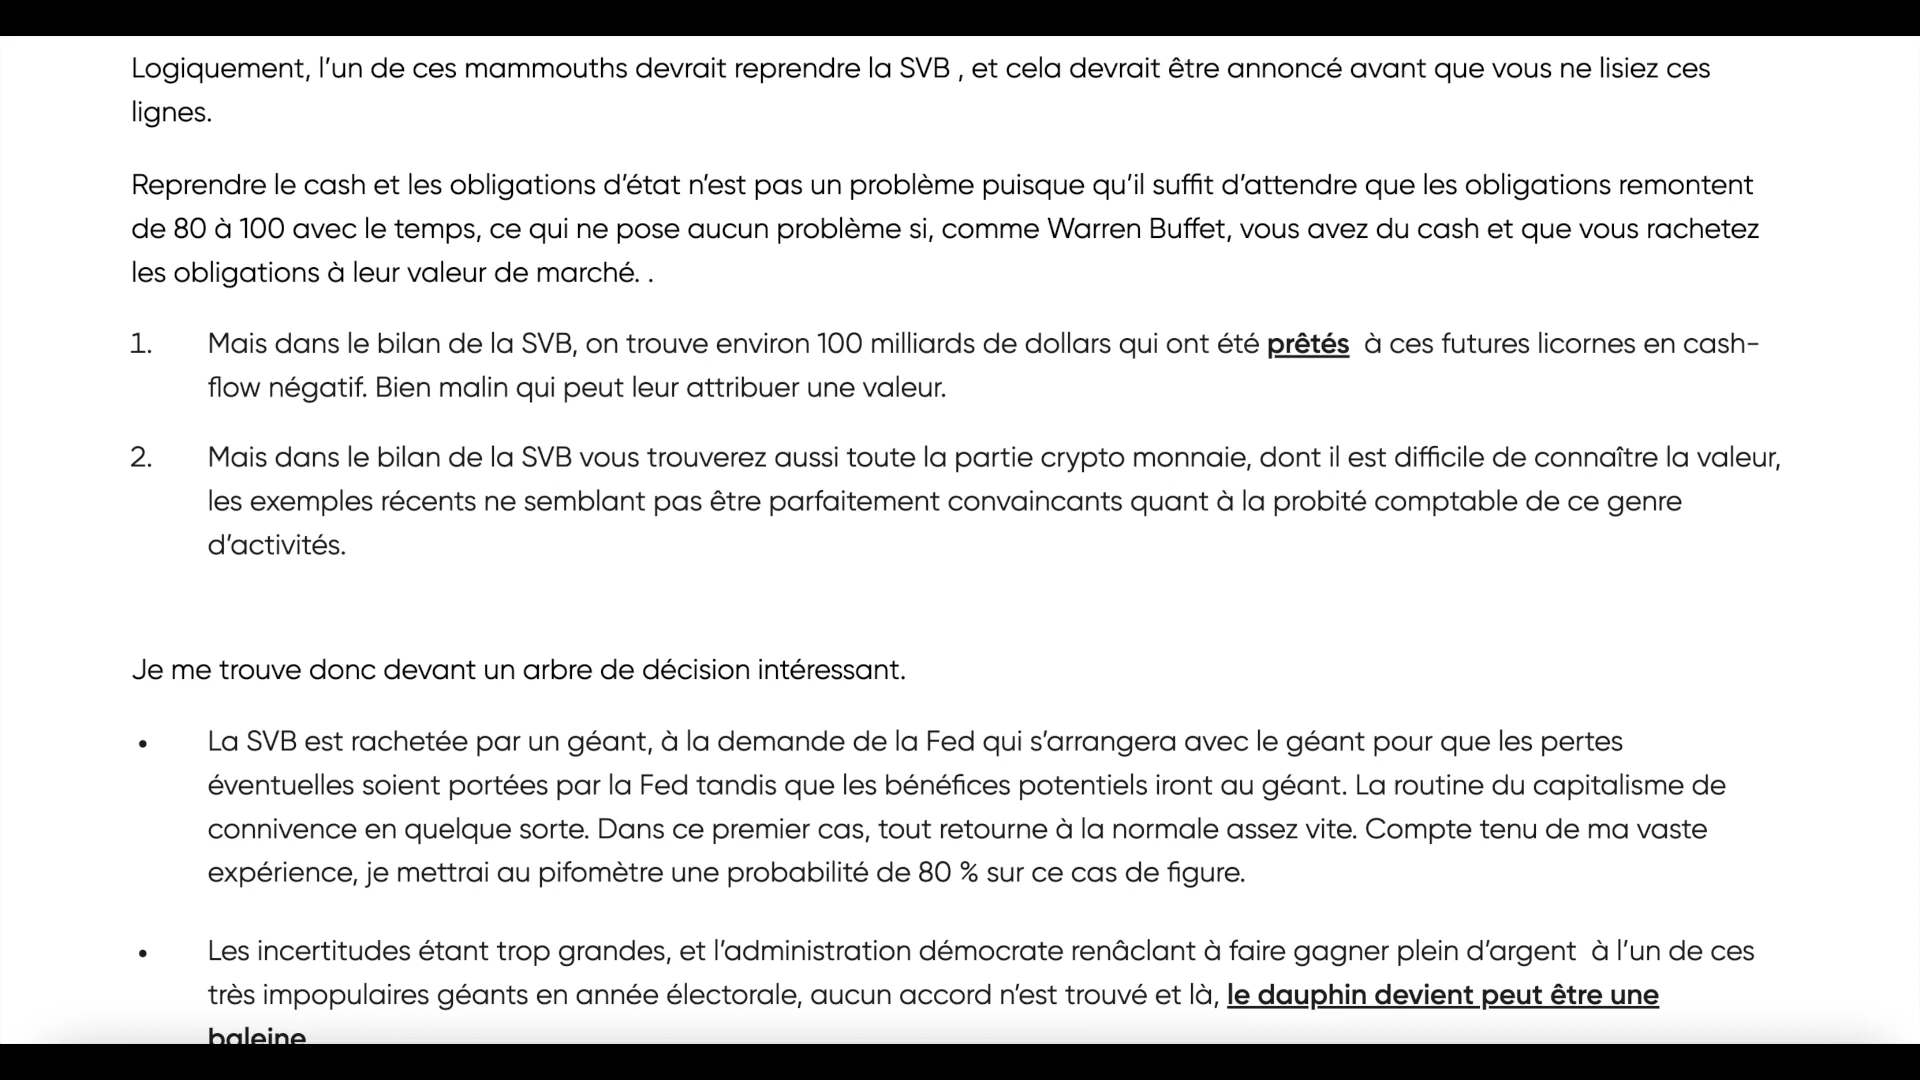 Logiquement, l’un de ces mammouths devrait reprendre la SVB , et cela devrait être annoncé avant que vous ne lisiez ces
lignes.
Reprendre le cash et les obligations d’état n’est pas un problème puisque qu’il suffit d’attendre que les obligations remontent
de 80 à 100 avec le temps, ce qui ne pose aucun problème si, comme Warren Buffet, vous avez du cash et que vous rachetez
les obligations à leur valeur de marché. .
1. Mais dans le bilan de la SVB, on trouve environ 100 milliards de dollars qui ont été prêtés à ces futures licornes en cash-
flow négatif. Bien malin qui peut leur attribuer une valeur.
2. Mais dans le bilan de la SVB vous trouverez aussi toute la partie crypto monnaie, dont il est difficile de connaître la valeur,
les exemples récents ne semblant pas être parfaitement convaincants quant à la probité comptable de ce genre
d’activités.
Je me trouve donc devant un arbre de décision intéressant.
• La SVB est rachetée par un géant, à la demande de la Fed qui s’arrangera avec le géant pour que les pertes
éventuelles soient portées par la Fed tandis que les bénéfices potentiels iront au géant. La routine du capitalisme de
connivence en quelque sorte. Dans ce premier cas, tout retourne à la normale assez vite. Compte tenu de ma vaste
expérience, je mettrai au pifomètre une probabilité de 80 % sur ce cas de figure.
• Les incertitudes étant trop grandes, et l’administration démocrate renâclant à faire gagner plein d’argent à l’un de ces
très impopulaires géants en année électorale, aucun accord n’est trouvé et là, le dauphin devient peut être une
baleine